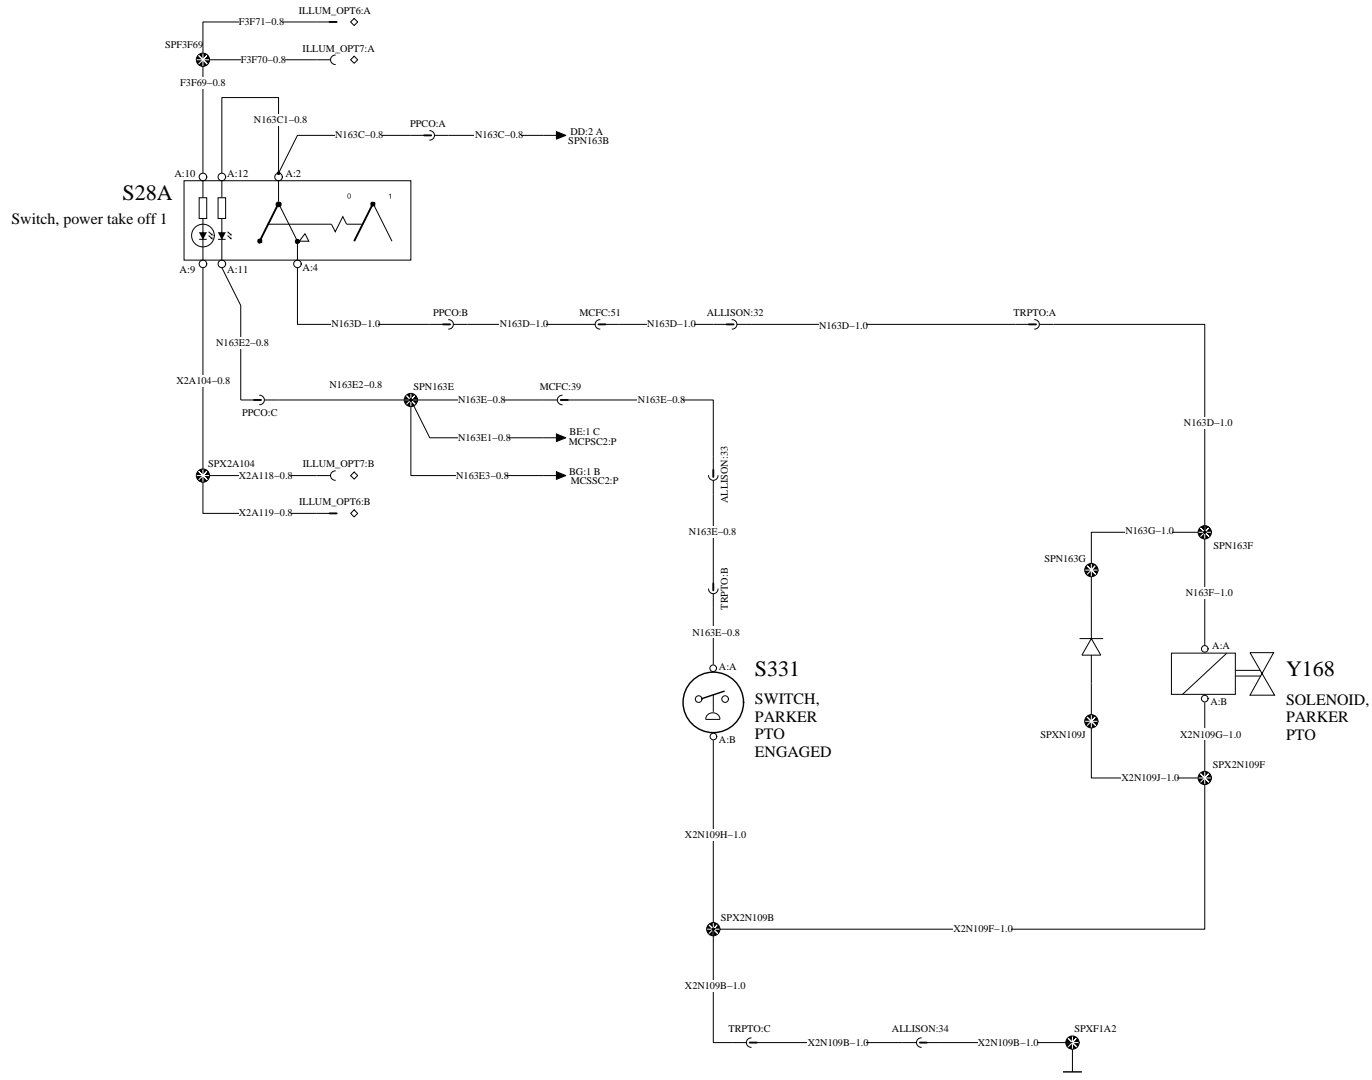 ILLUM_OPT6:A
F3F71–0.8
SPF3F69
ILLUM_OPT7:A
F3F70–0.8
F3F69–0.8
N163C1–0.8
PPCO:A
N163C–0.8
N163C–0.8
DD:2 A
SPN163B
A:10
A:12
A:2
S28A
Switch, power take off 1
0
1
A:9
A:11
A:4
PPCO:B
MCFC:51
ALLISON:32
TRPTO:A
N163D–1.0
N163D–1.0
N163D–1.0
N163D–1.0
N163E2–0.8
X2A104–0.8
N163E2–0.8
SPN163E
MCFC:39
N163E–0.8
N163E–0.8
PPCO:C
N163D–1.0
BE:1 C
MCPSC2:P
N163E1–0.8
ALLISON:33
SPX2A104
ILLUM_OPT7:B
X2A118–0.8
N163E3–0.8
BG:1 B
MCSSC2:P
ILLUM_OPT6:B
X2A119–0.8
N163E–0.8
N163G–1.0
SPN163F
SPN163G
TRPTO:B
N163F–1.0
N163E–0.8
A:A
A:A
S331
SWITCH,
PARKER
PTO
ENGAGED
A:B
Y168
SOLENOID,
PARKER
PTO
A:B
SPXN109J
X2N109G–1.0
SPX2N109F
X2N109J–1.0
X2N109H–1.0
SPX2N109B
X2N109F–1.0
X2N109B–1.0
TRPTO:C
ALLISON:34
SPXF1A2
X2N109B–1.0
X2N109B–1.0